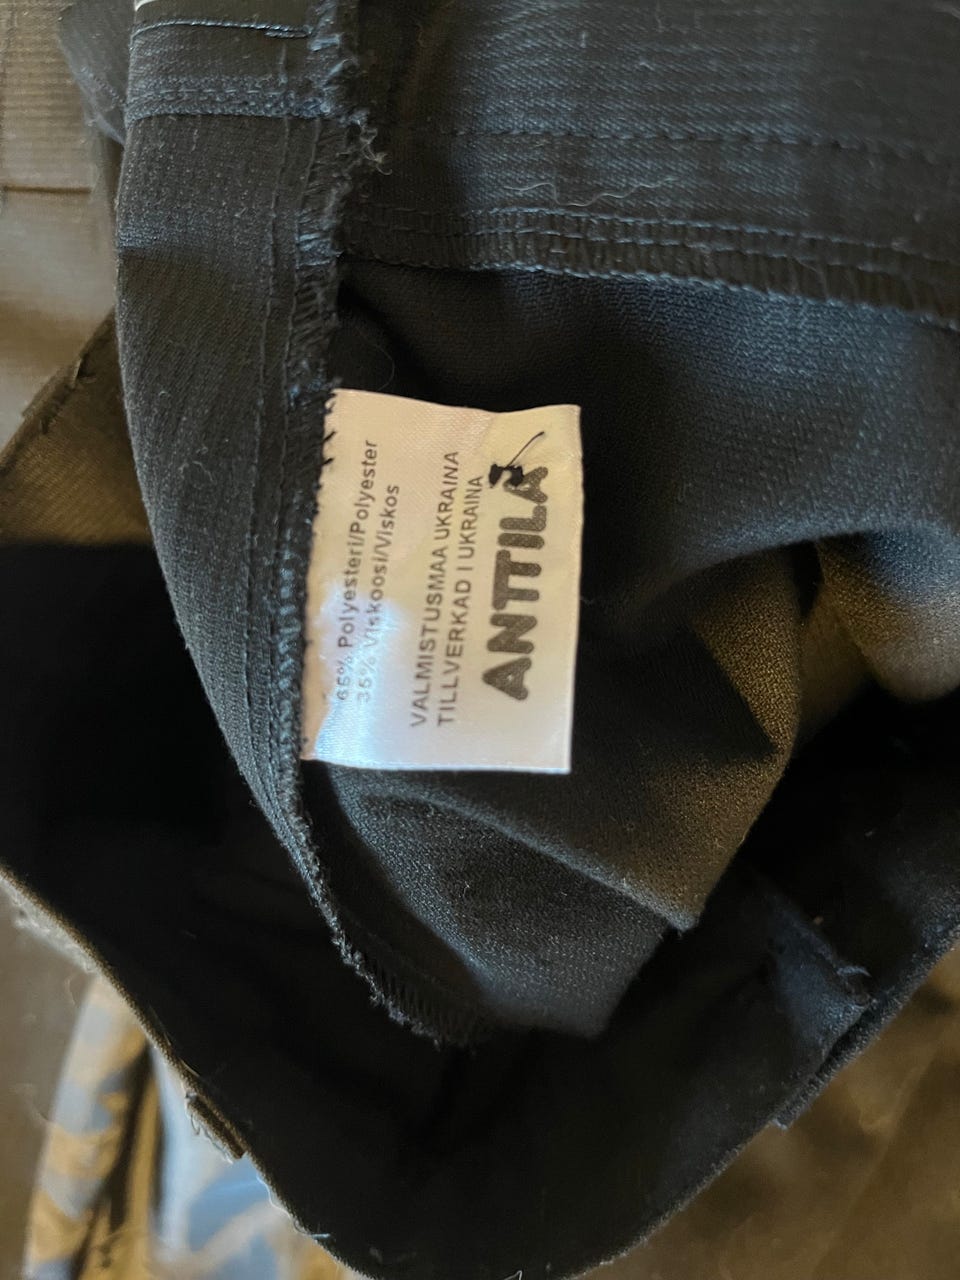 65% Polyesteri/Polyester
35% Viskoosi/Viskos
VALMISTUSMAA UKRAINA
TILLVERKAD I UKRAINA
ANTTILA